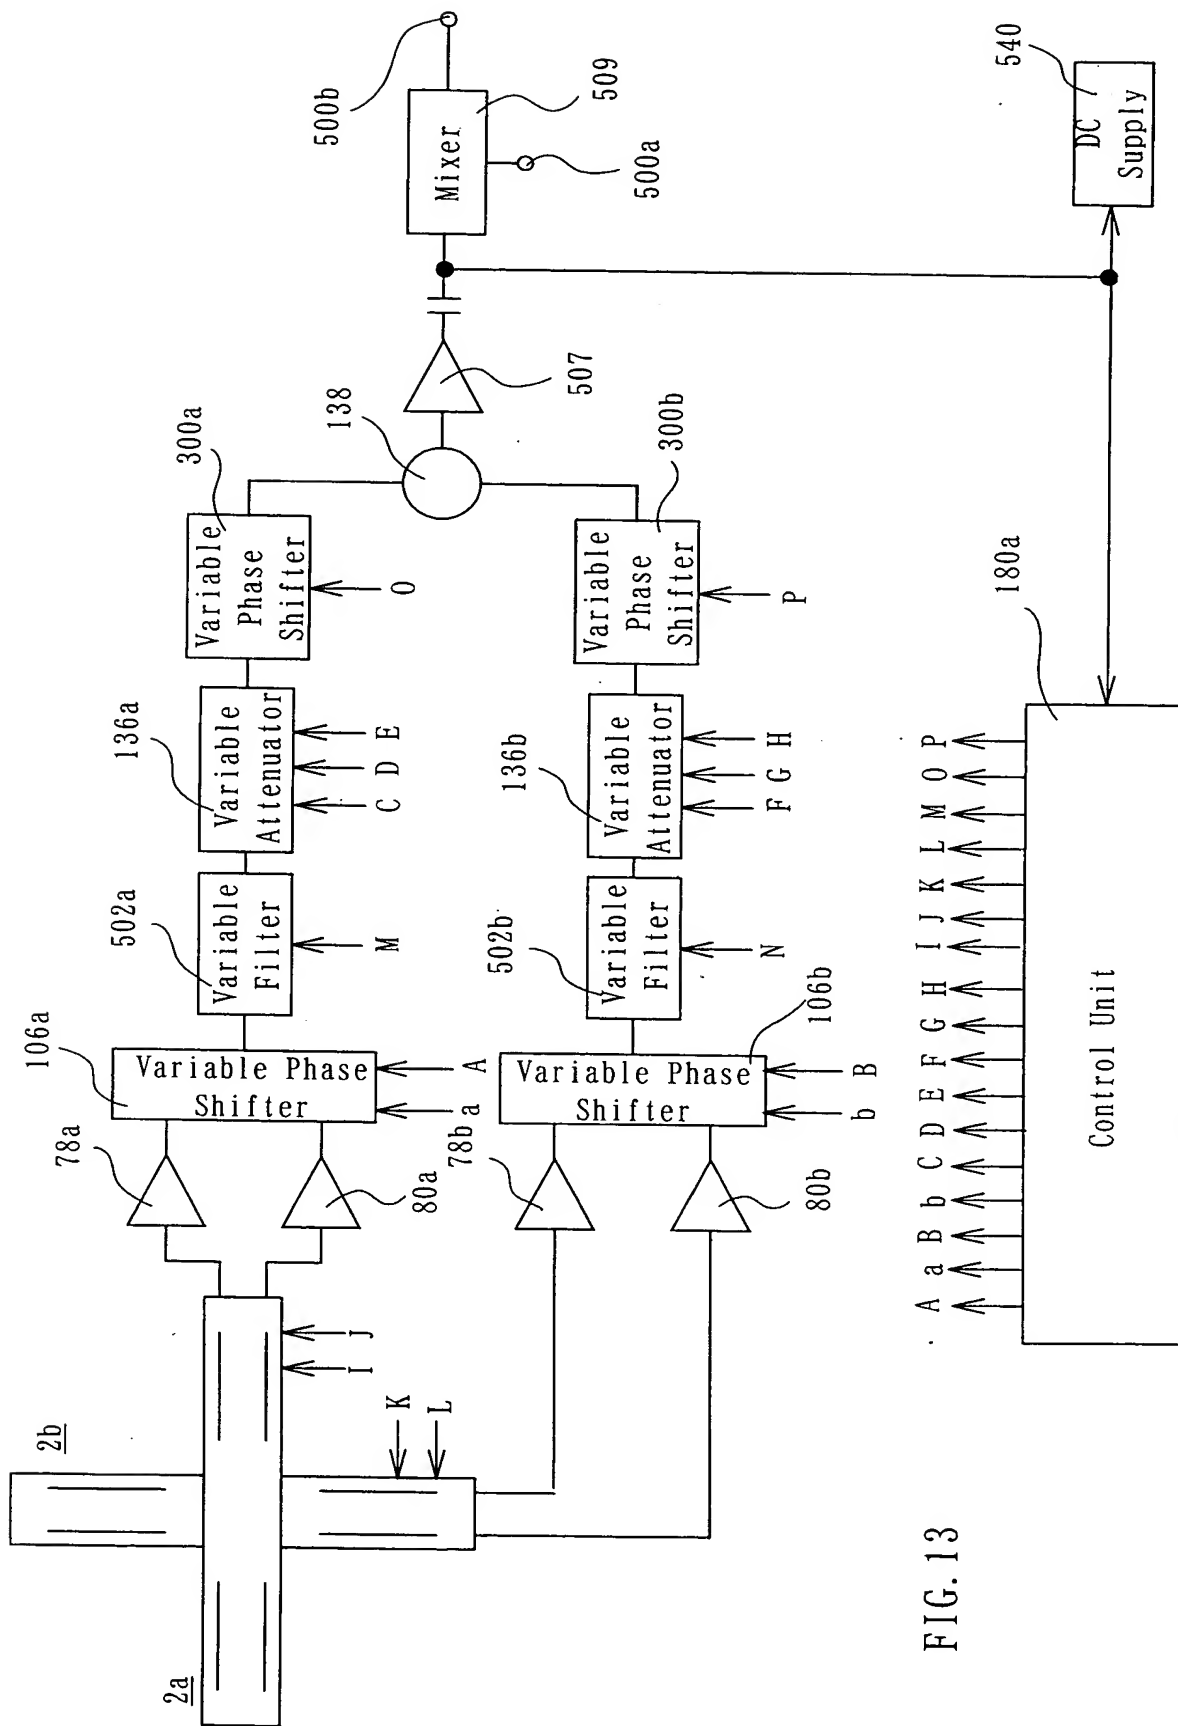 2a
2b
I
J
K
L
78a
80a
78b
80b
106a
Variable Phase
Shifter
a
A
106b
Variable Phase
Shifter
b
B
502a
Variable
Filter
M
502b
Variable
Filter
N
136a
Variable
Attenuator
C D E
136b
Variable
Attenuator
F G H
300a
Variable
Phase
Shifter
O
300b
Variable
Phase
Shifter
P
138
507
500b
Mixer
509
500a
540
DC
Supply
180a
A a B b C D E F G H I J K L M O P
Control Unit
FIG. 13